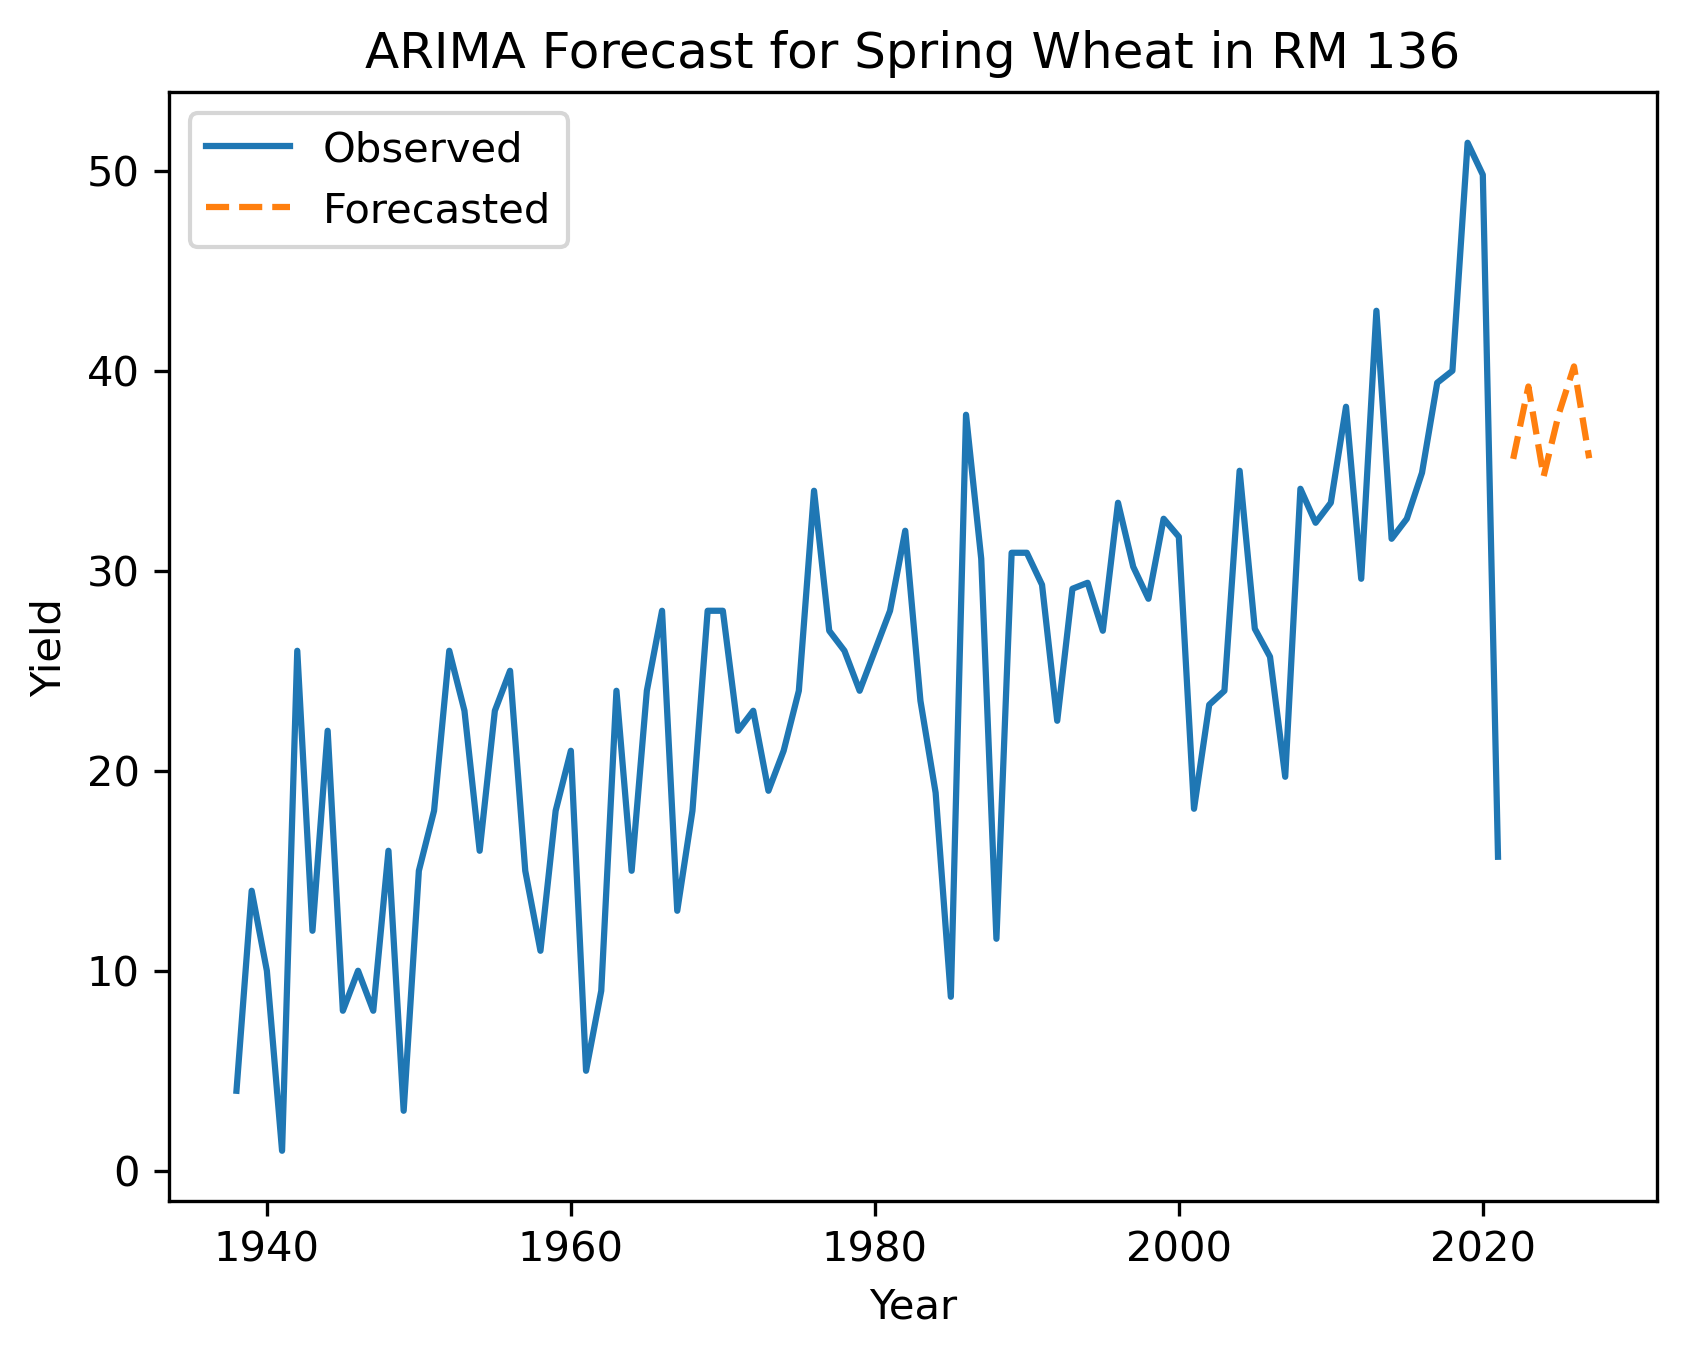 ARIMA Forecast for Spring Wheat in RM 136
Observed
Forecasted
50
40
30
20
10
0
Yield
1940 1960 1980 2000 2020
Year